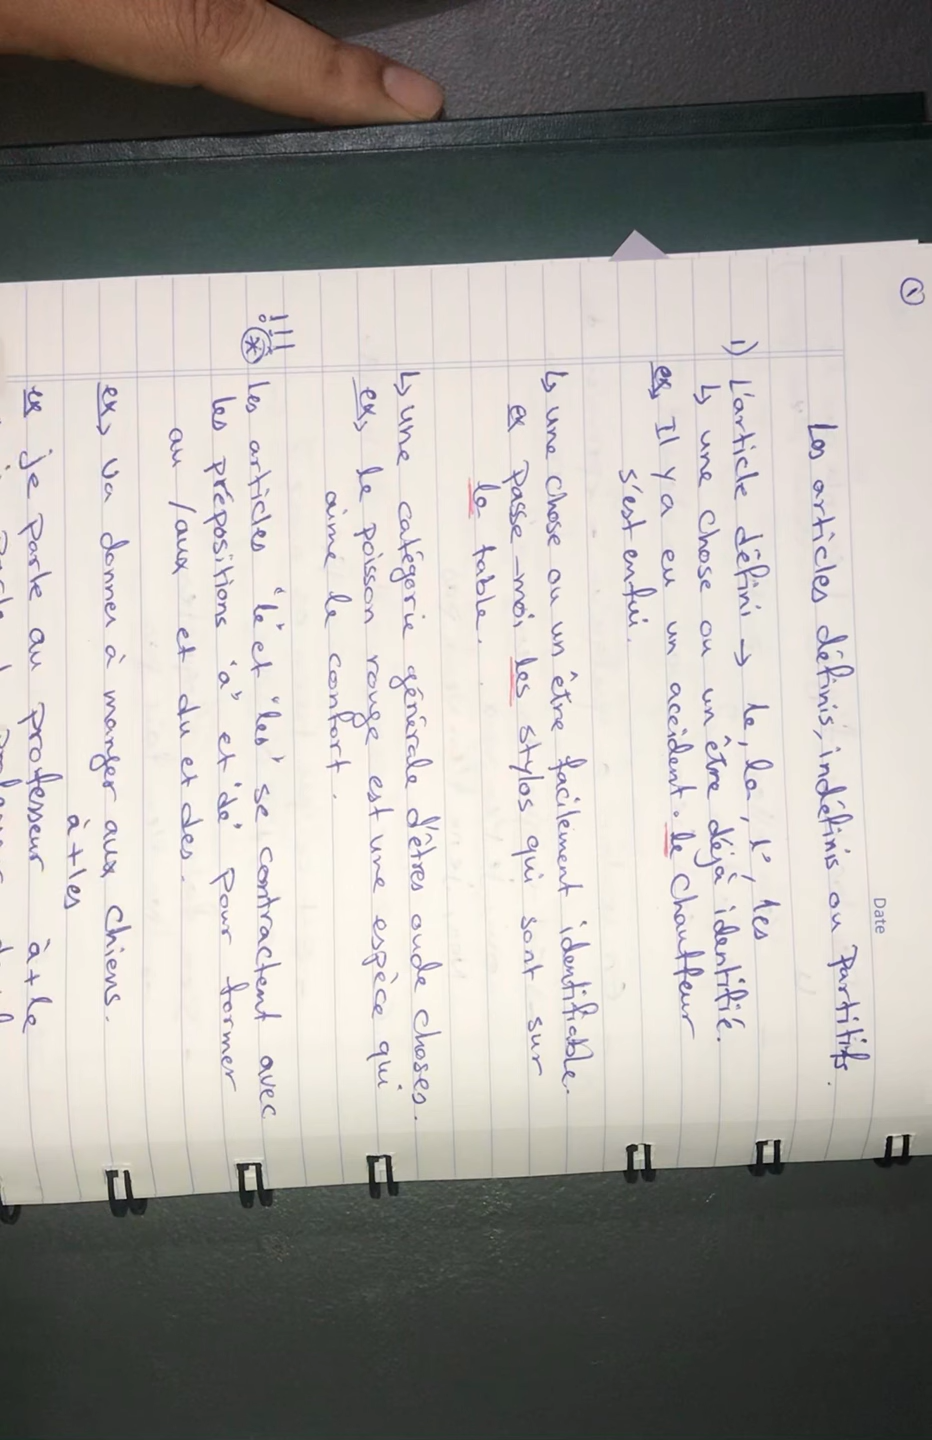 ①
Date
Les articles définis, indéfinis ou partitifs.
1) L'article défini → le, la, l', les
↳ une chose ou un être déjà identifié.
ex, Il y a eu un accident. le chauffeur
s'est enfui.
↳ une chose ou un être facilement identifiable.
ex passe-moi les stylos qui sont sur
la table.
↳ une catégorie générale d'êtres ou de choses.
ex, le poisson rouge est une espèce qui
aime le confort.
!!!
* Les articles "le" et "les" se contractent avec
les prépositions "à" et "de" pour former
au / aux et du et des.
ex, va donner à manger aux chiens.
à+les
ex je parle au professeur à+le